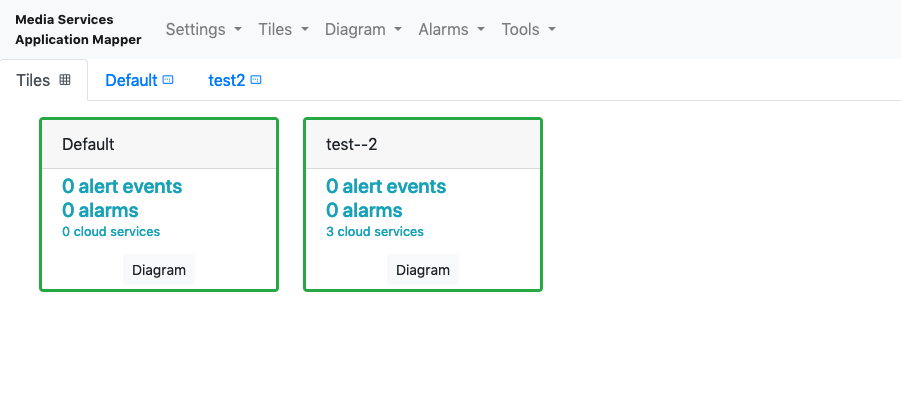 Media Services
Application Mapper
Settings Tiles Diagram Alarms Tools
Tiles Default test2
Default
0 alert events
0 alarms
0 cloud services
Diagram
test--2
0 alert events
0 alarms
3 cloud services
Diagram